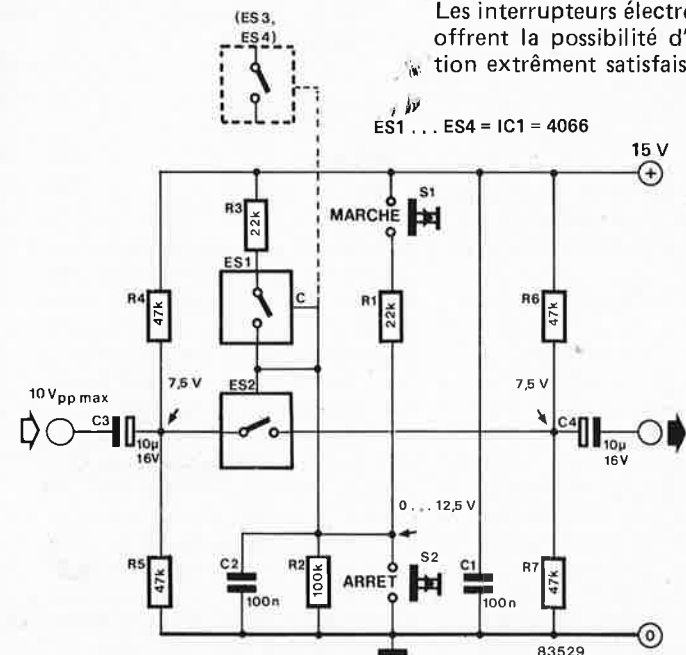 Les interrupteurs électro
offrent la possibilité d'
tion extrêmement satisfais
(ES3,
ES4)
ES1 . . . ES4 = IC1 = 4066
15 V
+
S1
MARCHE
R3
22k
ES1
C
R4
47k
R1
22k
R6
47k
10 Vpp max
7,5 V
ES2
7,5 V
C3
10µ
16V
C4
10µ
16V
0 . . . 12,5 V
R5
47k
C2
100n
R2
100k
ARRET
S2
C1
100n
R7
47k
0
83529